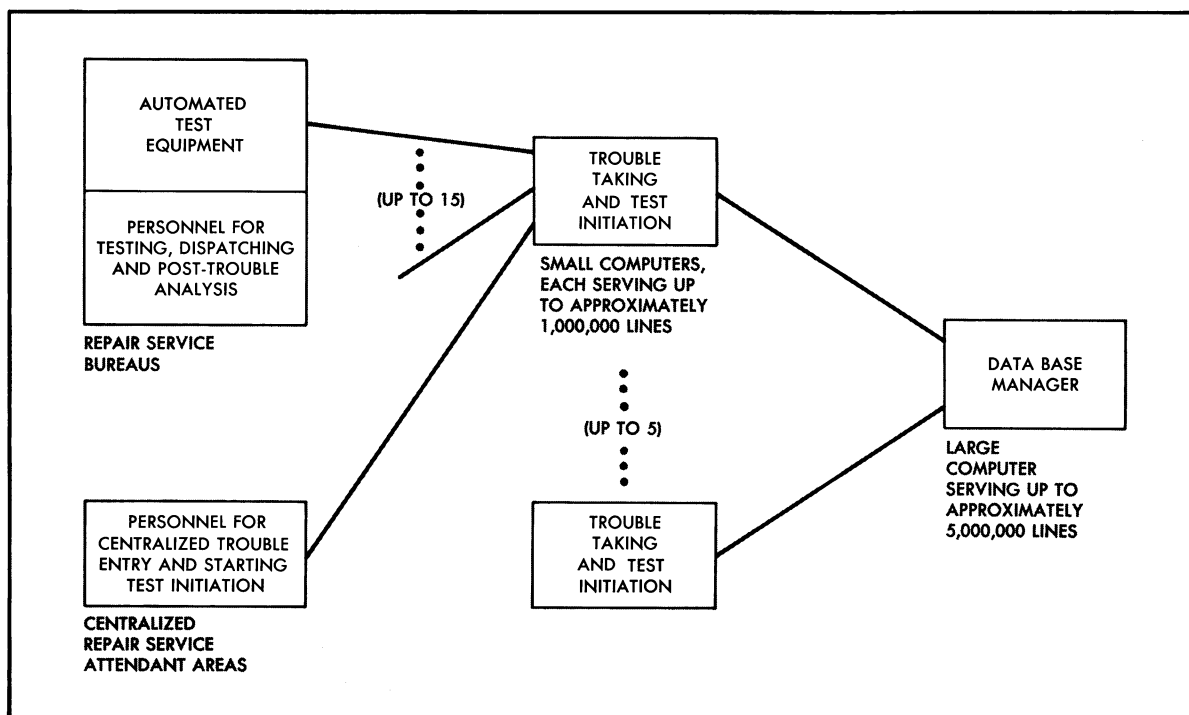 AUTOMATED
TEST
EQUIPMENT
PERSONNEL FOR
TESTING, DISPATCHING
AND POST-TROUBLE
ANALYSIS
REPAIR SERVICE
BUREAUS
(UP TO 15)
TROUBLE
TAKING
AND TEST
INITIATION
SMALL COMPUTERS,
EACH SERVING UP
TO APPROXIMATELY
1,000,000 LINES
(UP TO 5)
DATA BASE
MANAGER
LARGE
COMPUTER
SERVING UP TO
APPROXIMATELY
5,000,000 LINES
PERSONNEL FOR
CENTRALIZED TROUBLE
ENTRY AND STARTING
TEST INITIATION
CENTRALIZED
REPAIR SERVICE
ATTENDANT AREAS
TROUBLE
TAKING
AND TEST
INITIATION